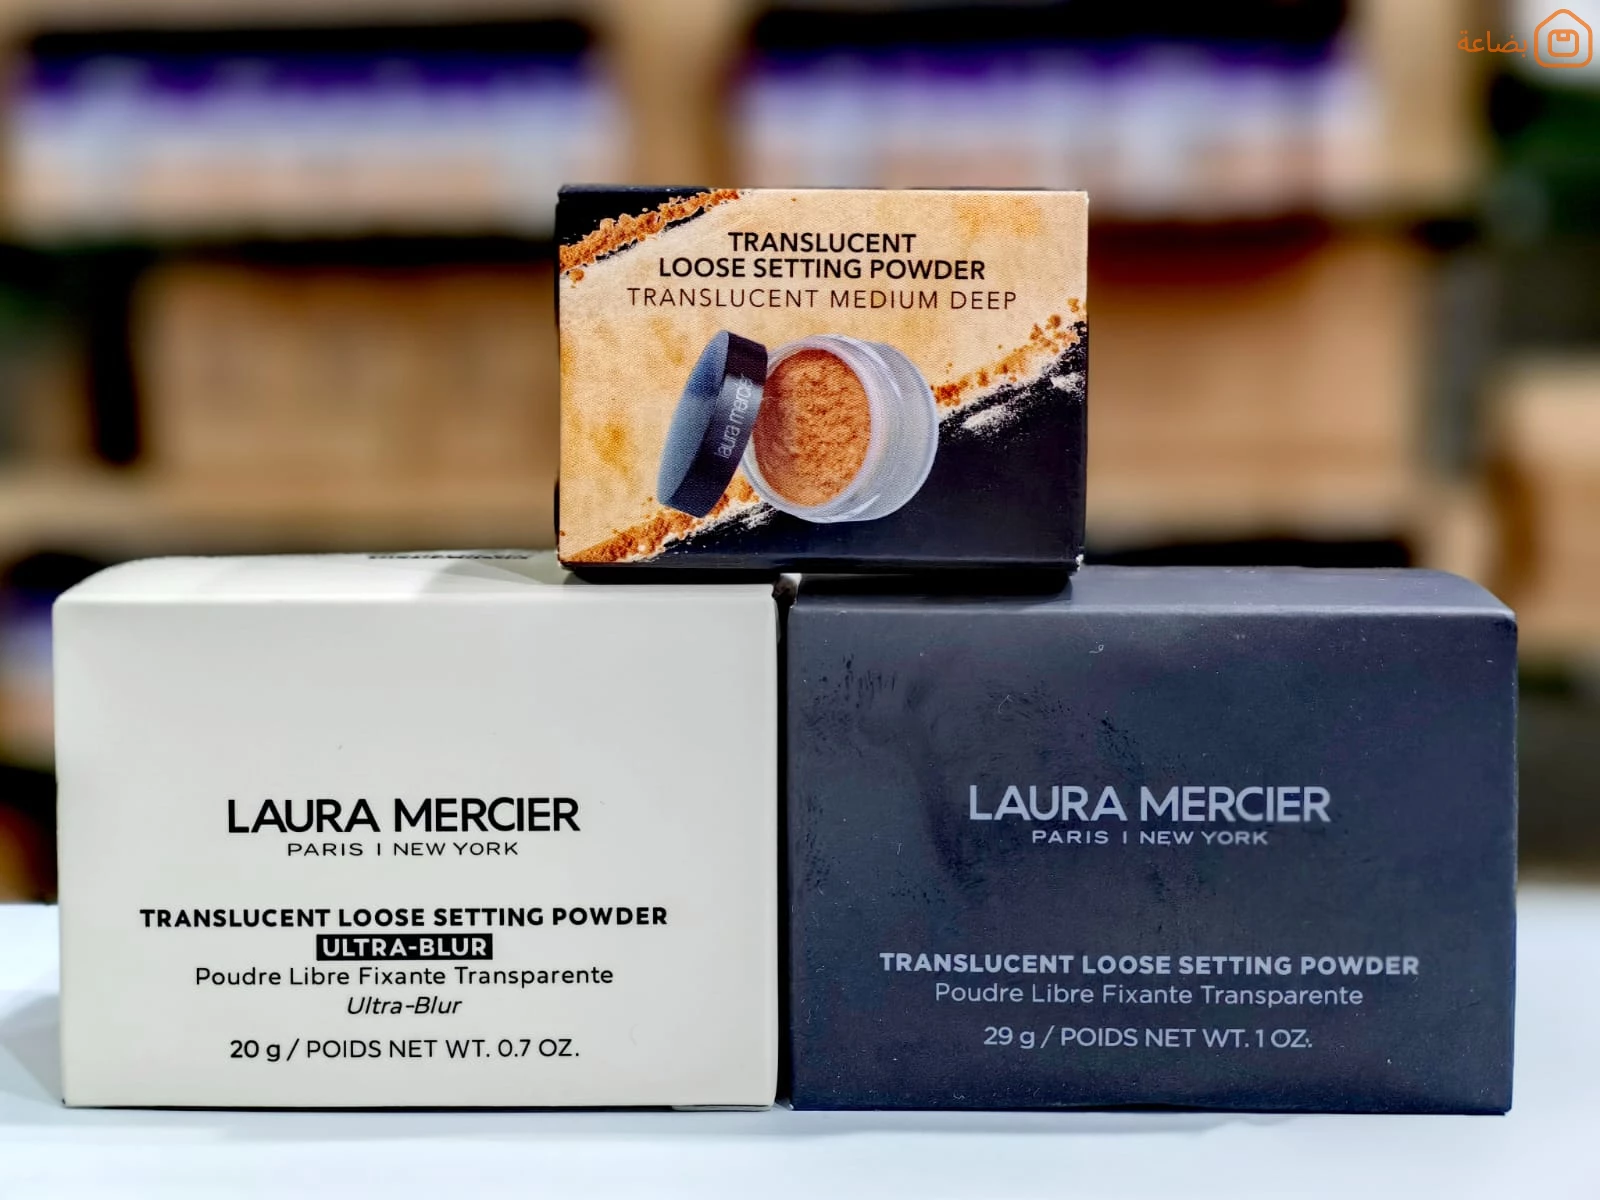 بضاعة
TRANSLUCENT
LOOSE SETTING POWDER
TRANSLUCENT MEDIUM DEEP
laura mercie
LAURA MERCIER
PARIS | NEW YORK
TRANSLUCENT LOOSE SETTING POWDER
ULTRA-BLUR
Poudre Libre Fixante Transparente
Ultra-Blur
20 g / POIDS NET WT. 0.7 OZ.
LAURA MERCIER
PARIS | NEW YORK
TRANSLUCENT LOOSE SETTING POWDER
Poudre Libre Fixante Transparente
29 g / POIDS NET WT. 1 OZ.